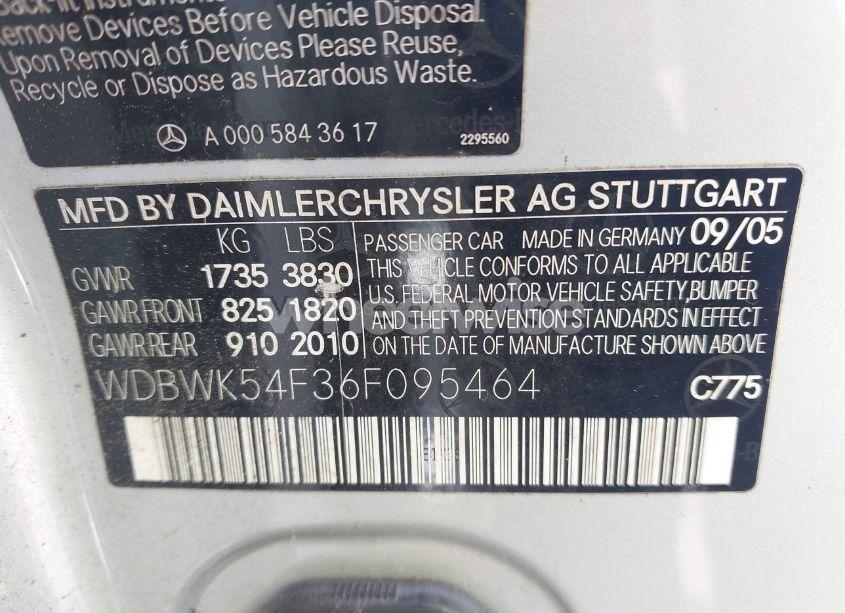 Remove Devices Before Vehicle Disposal.
Upon Removal of Devices Please Reuse,
Recycle or Dispose as Hazardous Waste.
A 000 584 36 17
2295560
MFD BY DAIMLERCHRYSLER AG STUTTGART
KG LBS
PASSENGER CAR MADE IN GERMANY 09/05
GVWR 1735 3830
THIS VEHICLE CONFORMS TO ALL APPLICABLE
U.S. FEDERAL MOTOR VEHICLE SAFETY, BUMPER
GAWR FRONT 825 1820
AND THEFT PREVENTION STANDARDS IN EFFECT
GAWR REAR 910 2010
ON THE DATE OF MANUFACTURE SHOWN ABOVE
WDBWK54F36F095464
C775